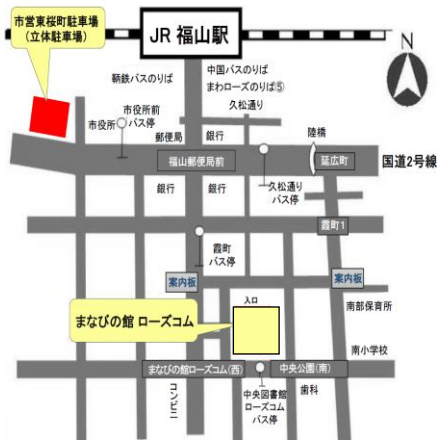 市営東桜町駐車場
(立体駐車場)
JR 福山駅
N
鞆鉄バスのりば
中国バスのりば
まわローズのりば⑤
久松通り
市役所前
バス停
市役所
郵便局
銀行
陸橋
福山郵便局前
延広町
国道2号線
銀行
銀行
久松通り
バス停
霞町1
霞町
バス停
案内板
案内板
入口
南部保育所
まなびの館 ローズコム
南小学校
まなびの館ローズコム(西)
中央公園(南)
コンビニ
中央図書館
ローズコム
バス停
歯科